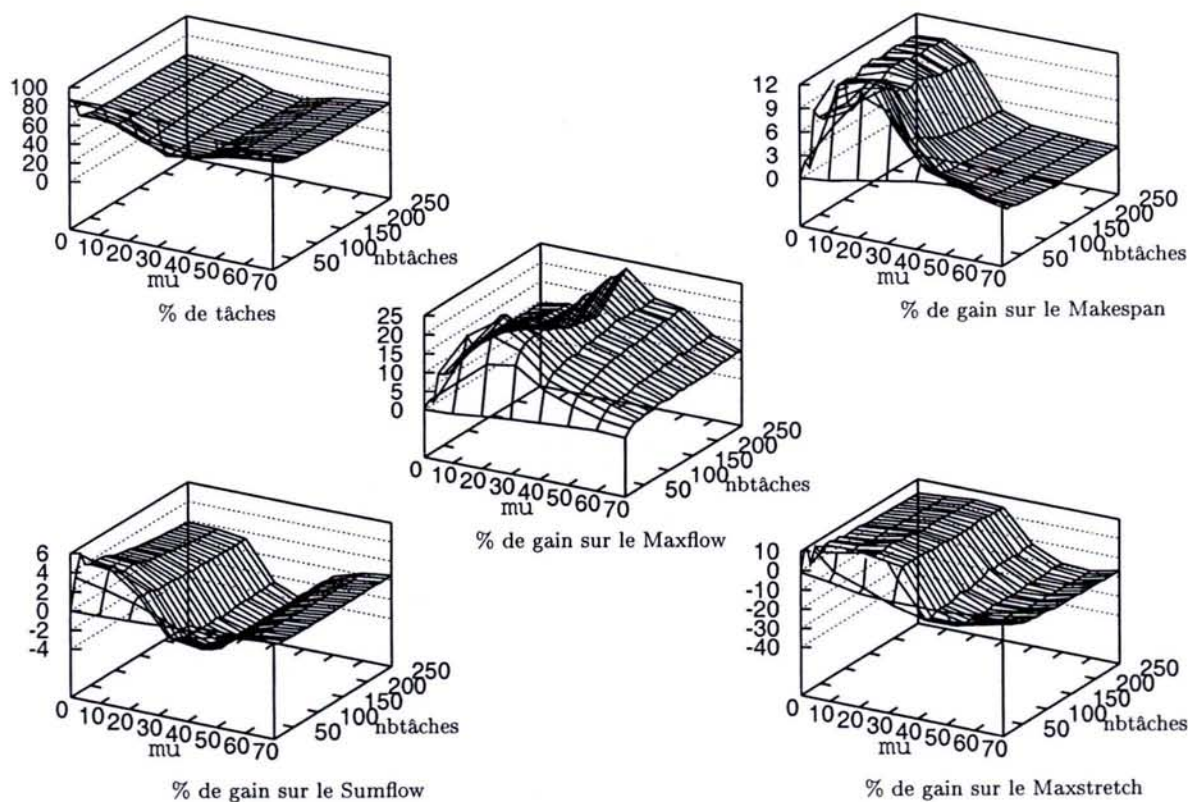 100
80
60
40
20
0
0 10 20 30 40 50 60 70
mu
50 100 150 200 250
nbtâches
% de tâches
12
9
6
3
0
0 10 20 30 40 50 60 70
mu
50 100 150 200 250
nbtâches
% de gain sur le Makespan
25
20
15
10
5
0
0 10 20 30 40 50 60 70
mu
50 100 150 200 250
nbtâches
% de gain sur le Maxflow
6
4
2
0
-2
-4
0 10 20 30 40 50 60 70
mu
50 100 150 200 250
nbtâches
% de gain sur le Sumflow
10
0
-10
-20
-30
-40
0 10 20 30 40 50 60 70
mu
50 100 150 200 250
nbtâches
% de gain sur le Maxstretch